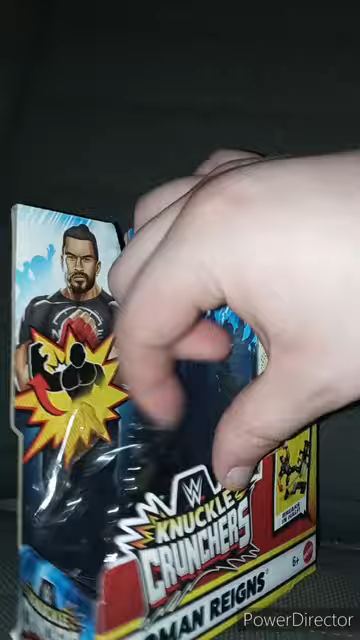 W
KNUCKLE
CRUNCHERS
OMAN REIGNS
6+
PowerDirector